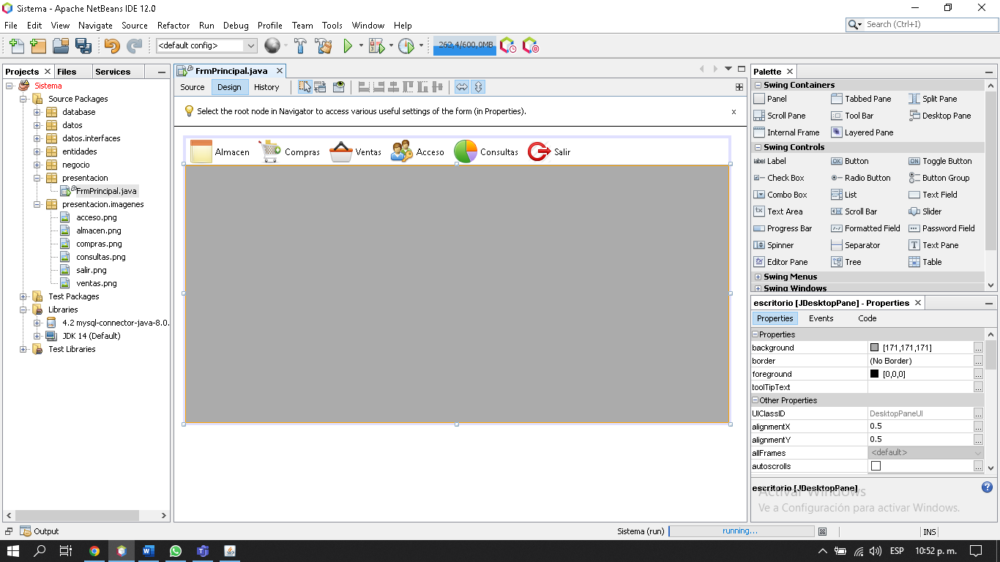 Sistema - Apache NetBeans IDE 12.0
File Edit View Navigate Source Refactor Run Debug Profile Team Tools Window Help
Search (Ctrl+I)
<default config>
262,4/600,0MB
Projects Files Services
Sistema
Source Packages
database
datos
datos.interfaces
entidades
negocio
presentacion
FrmPrincipal.java
presentacion.imagenes
acceso.png
almacen.png
compras.png
consultas.png
salir.png
ventas.png
Test Packages
Libraries
4.2 mysql-connector-java-8.0.
JDK 14 (Default)
Test Libraries
FrmPrincipal.java
Source Design History
Select the root node in Navigator to access various useful settings of the form (in Properties).
x
Almacen Compras Ventas Acceso Consultas Salir
Palette
Swing Containers
Panel Tabbed Pane Split Pane
Scroll Pane Tool Bar Desktop Pane
Internal Frame Layered Pane
Swing Controls
label Label OK Button ON Toggle Button
Check Box Radio Button Button Group
Combo Box List Text Field
Text Area Scroll Bar Slider
Progress Bar Formatted Field Password Field
Spinner Separator Text Pane
Editor Pane Tree Table
Swing Menus
Swing Windows
escritorio [JDesktopPane] - Properties
Properties Events Code
Properties
background [171,171,171]
border (No Border)
foreground [0,0,0]
toolTipText
Other Properties
UIClassID DesktopPaneUI
alignmentX 0.5
alignmentY 0.5
allFrames <default>
autoscrolls
escritorio [JDesktopPane]
Activar Windows
Ve a Configuración para activar Windows.
Output
Sistema (run) running...
INS
ESP 10:52 p. m.